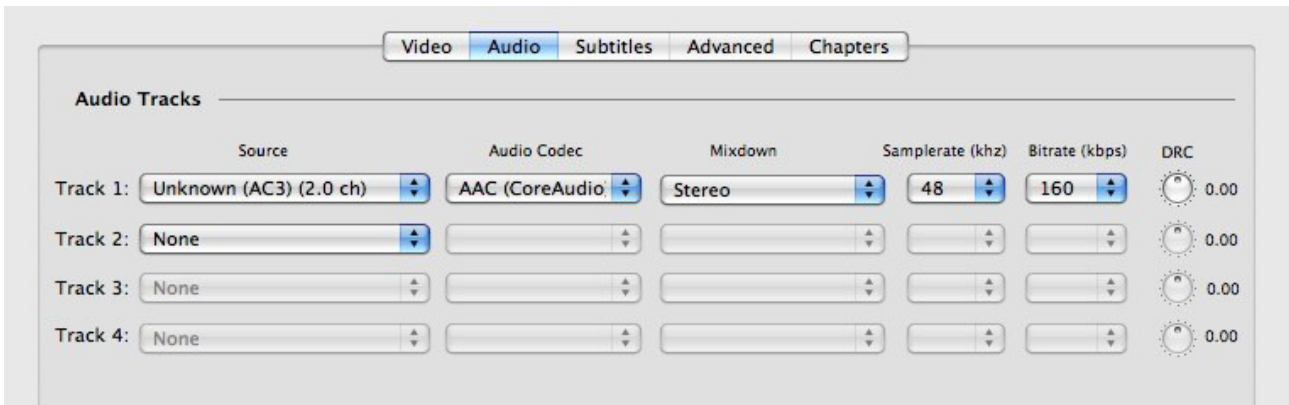 Video Audio Subtitles Advanced Chapters
Audio Tracks
Source Audio Codec Mixdown Samplerate (khz) Bitrate (kbps) DRC
Track 1: Unknown (AC3) (2.0 ch) AAC (CoreAudio) Stereo 48 160 0.00
Track 2: None 0.00
Track 3: None 0.00
Track 4: None 0.00